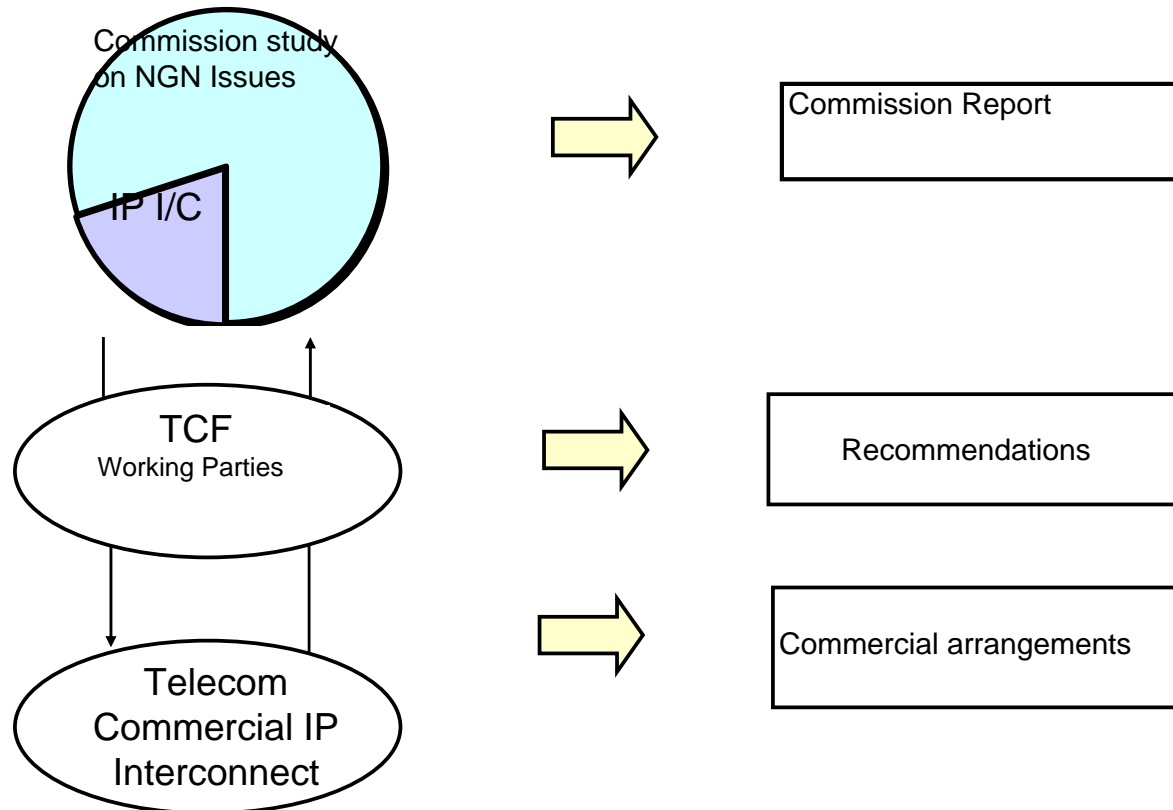 Commission study
on NGN Issues
Commission Report
IP I/C
TCF
Working Parties
Recommendations
Commercial arrangements
Telecom
Commercial IP
Interconnect